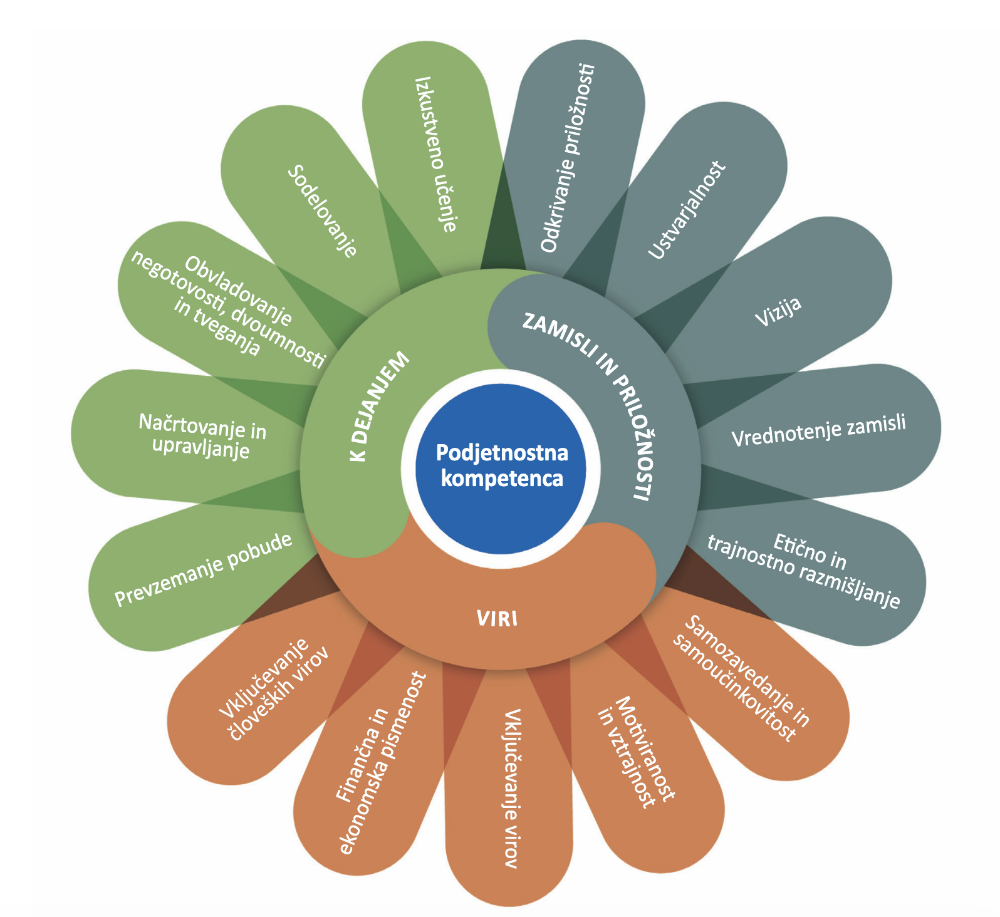 Podjetnostna
kompetenca
ZAMISLI IN PRILOŽNOSTI
Odkrivanje priložnosti
Ustvarjalnost
Vizija
Vrednotenje zamisli
Etično in
trajnostno razmišljanje
VIRI
Samozavedanje in
samoučinkovitost
Motiviranost
in vztrajnost
Vključevanje virov
Finančna in
ekonomska pismenost
Vključevanje
človeških virov
K DEJANJEM
Prevzemanje pobude
Načrtovanje in
upravljanje
Obvladovanje
negotovosti, dvoumnosti
in tveganja
Sodelovanje
Izkustveno učenje